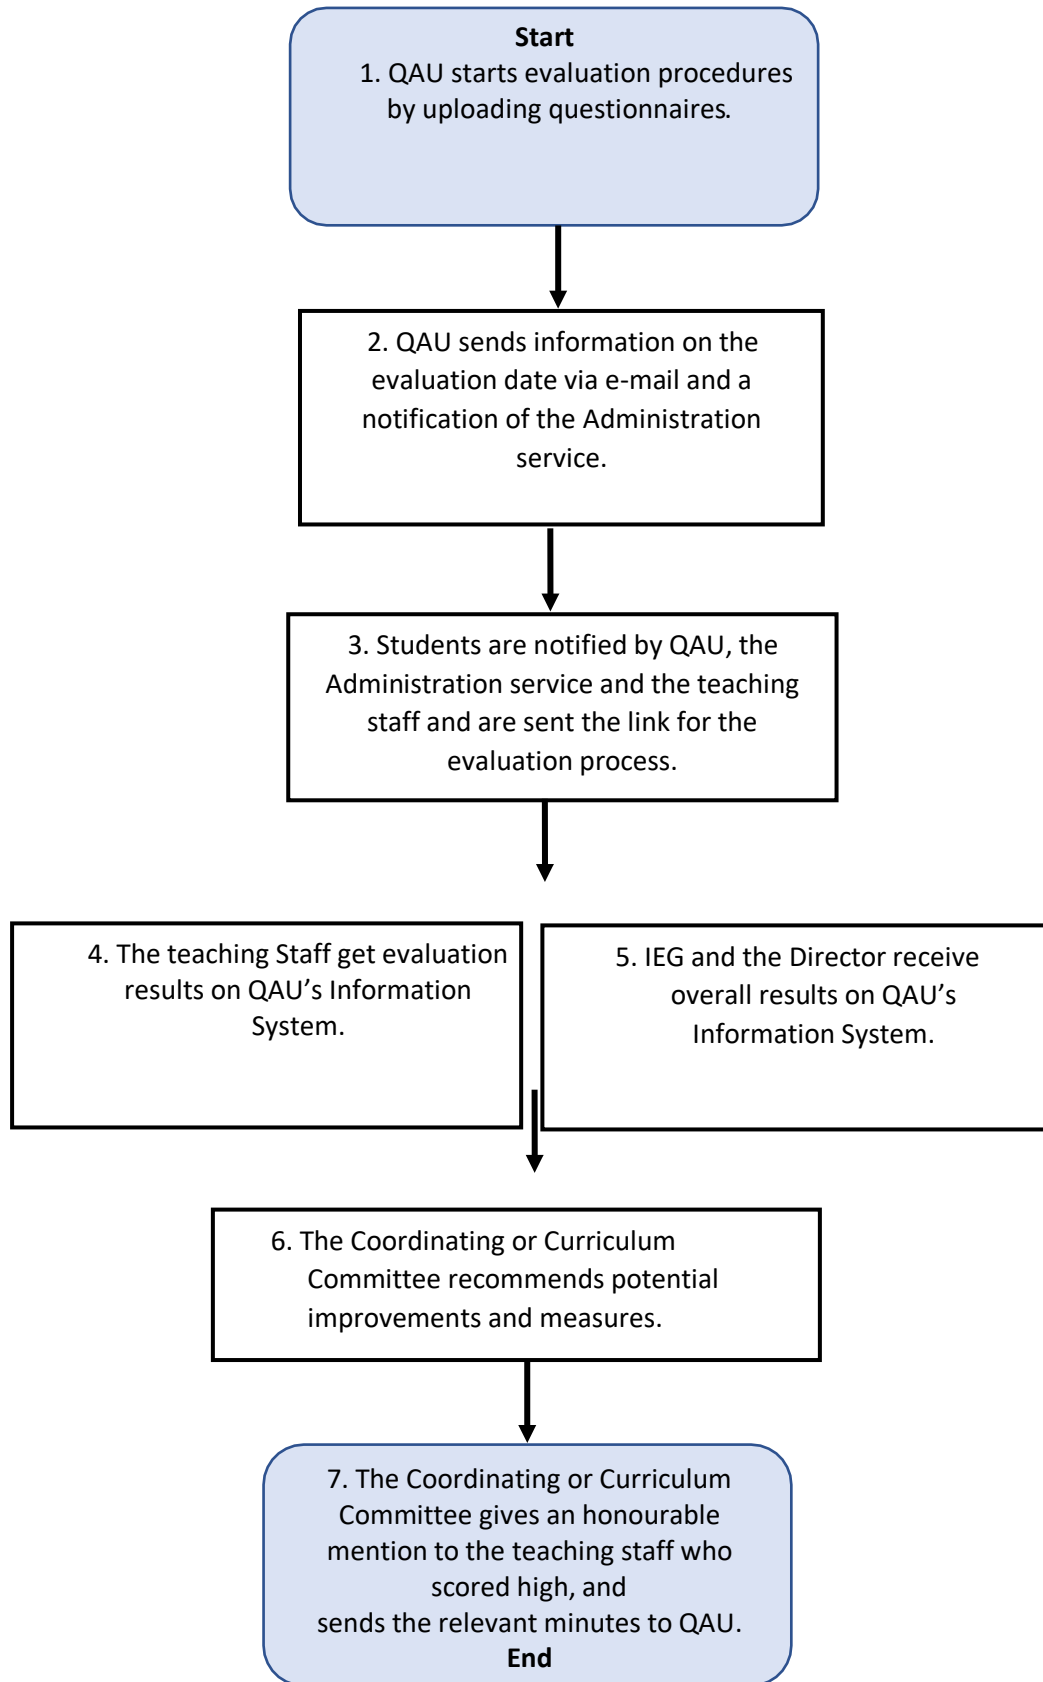 Start
1. QAU starts evaluation procedures
by uploading questionnaires.
2. QAU sends information on the
evaluation date via e-mail and a
notification of the Administration
service.
3. Students are notified by QAU, the
Administration service and the teaching
staff and are sent the link for the
evaluation process.
4. The teaching Staff get evaluation
results on QAU’s Information
System.
5. IEG and the Director receive
overall results on QAU’s
Information System.
6. The Coordinating or Curriculum
Committee recommends potential
improvements and measures.
7. The Coordinating or Curriculum
Committee gives an honourable
mention to the teaching staff who
scored high, and
sends the relevant minutes to QAU.
End